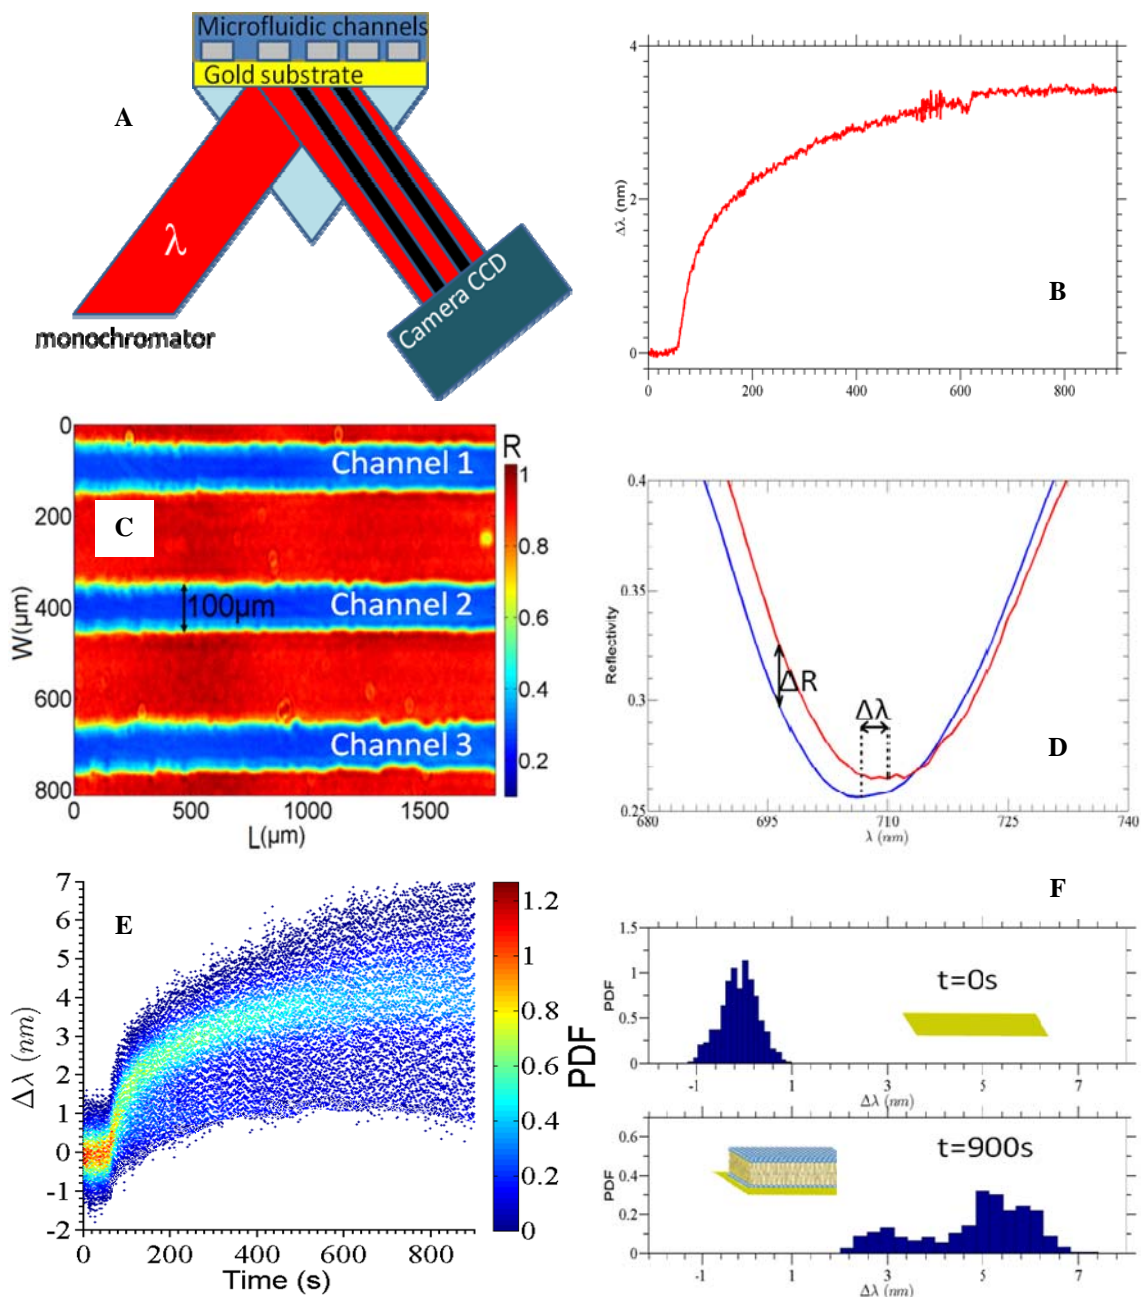 Microfluidic channels
Gold substrate
A
λ
monochromator
Camera CCD
4
2
0
Δλ (nm)
B
0 200 400 600 800
0
200
400
600
800
W(μm)
C
Channel 1
Channel 2
100μm
Channel 3
0 500 1000 1500
L(μm)
R
1
0.8
0.6
0.4
0.2
0.4
0.35
0.3
0.25
Reflectivity
ΔR
Δλ
D
680 695 710 725 740
λ (nm)
7
6
5
4
3
2
1
0
-1
-2
Δλ (nm)
E
0 200 400 600 800
Time (s)
1.2
1
0.8
0.6
0.4
0.2
0
PDF
F
1.5
1
0.5
0
PDF
t=0s
-1 1 3 5 7
Δλ (nm)
0.6
0.4
0.2
0
PDF
t=900s
-1 1 3 5 7
Δλ (nm)